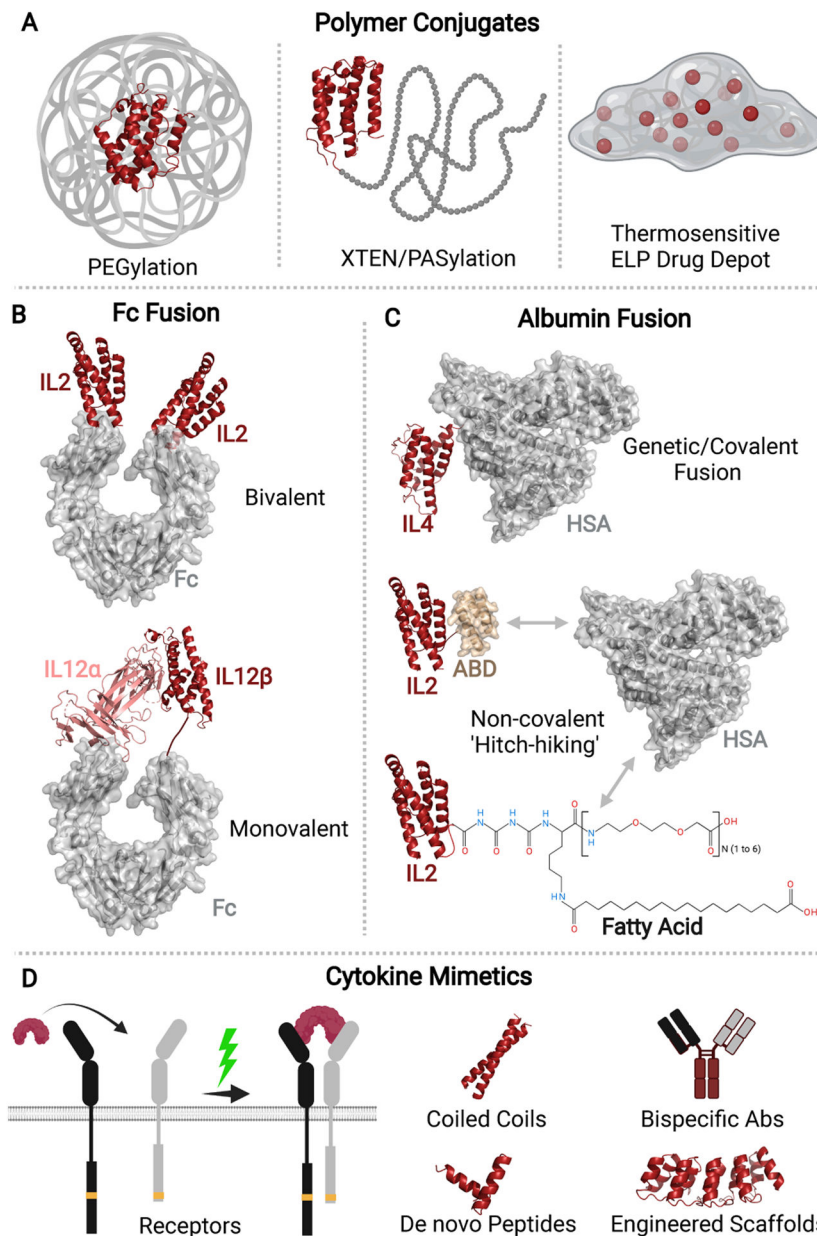 A
Polymer Conjugates
PEGylation
XTEN/PASylation
Thermosensitive
ELP Drug Depot
B
Fc Fusion
IL2
IL2
Bivalent
Fc
IL12α
IL12β
Monovalent
Fc
C
Albumin Fusion
Genetic/Covalent
Fusion
IL4
HSA
IL2
ABD
Non-covalent
'Hitch-hiking'
HSA
IL2
O
H
N
O
H
N
O
H
N
O
N
H
O
O
O
OH
N (1 to 6)
HN
O
O
OH
Fatty Acid
D
Cytokine Mimetics
Receptors
Coiled Coils
Bispecific Abs
De novo Peptides
Engineered Scaffolds